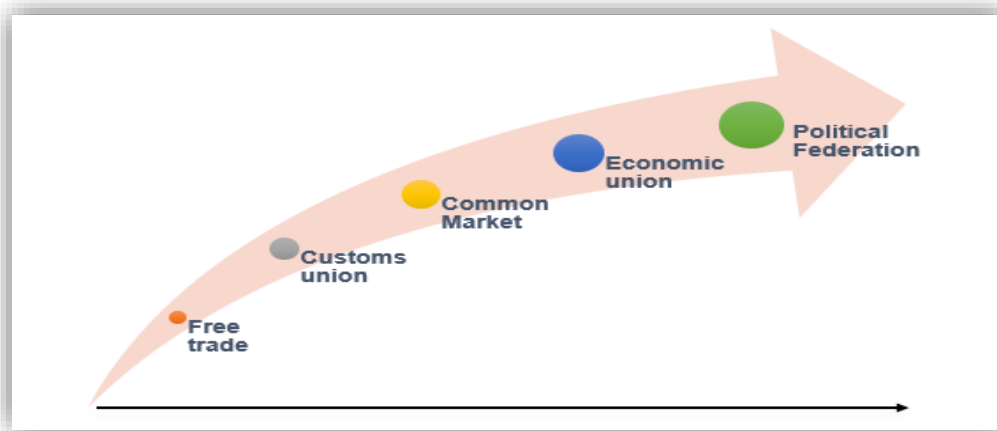 Political
Federation
Economic
union
Common
Market
Customs
union
Free
trade